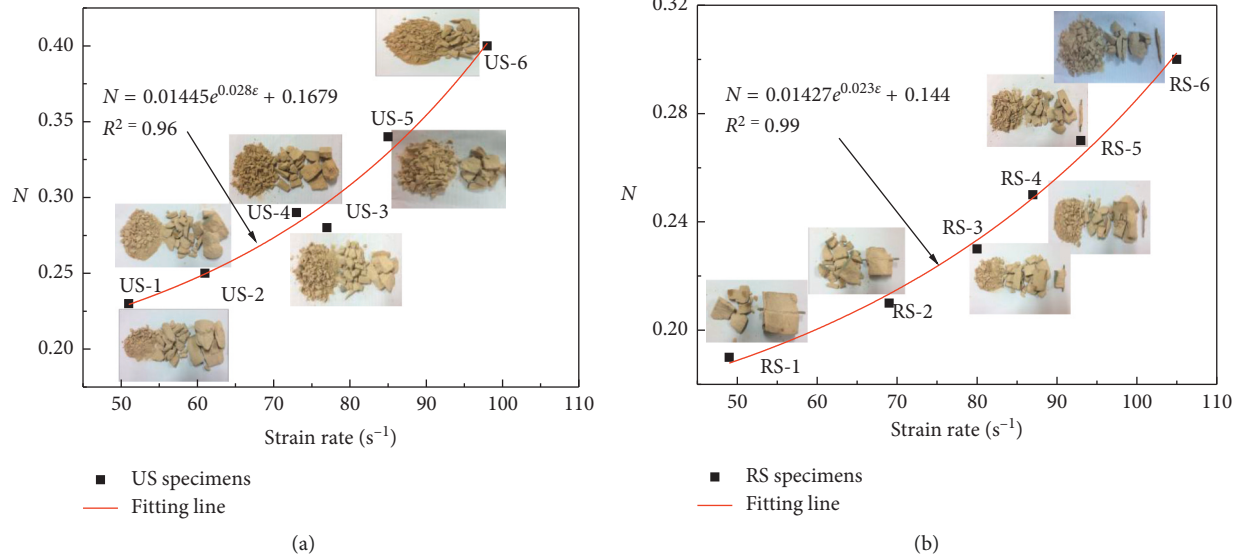 0.40
0.35
0.30
0.25
0.20
N
N = 0.01445e^{0.028ε} + 0.1679
R² = 0.96
US-1
US-2
US-4
US-3
US-5
US-6
50
60
70
80
90
100
110
Strain rate (s⁻¹)
US specimens
Fitting line
(a)
0.32
0.28
0.24
0.20
N
N = 0.01427e^{0.023ε} + 0.144
R² = 0.99
RS-1
RS-2
RS-3
RS-4
RS-5
RS-6
50
60
70
80
90
100
110
Strain rate (s⁻¹)
RS specimens
Fitting line
(b)